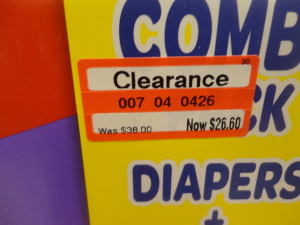 COMB
30
Clearance
007 04 0426
Was $38.00 Now $26.60
CK
DIAPERS
+